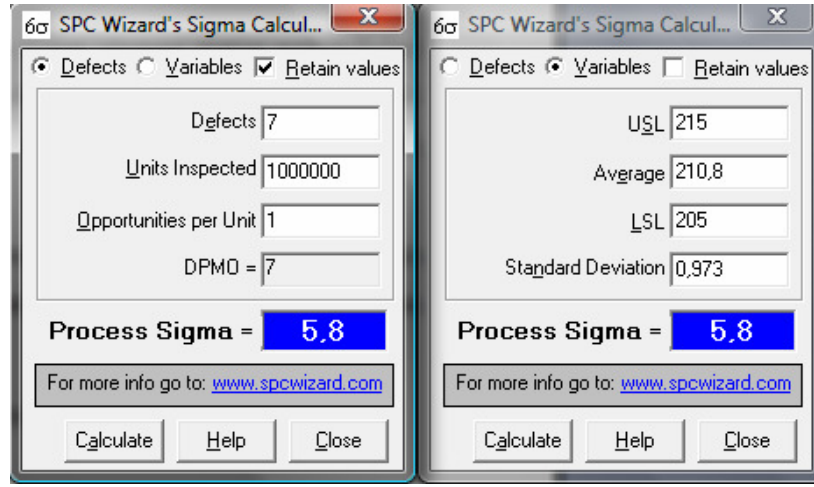 6σ SPC Wizard's Sigma Calcul... X
Defects Variables Retain values
Defects 7
Units Inspected 1000000
Opportunities per Unit 1
DPMO = 7
Process Sigma = 5,8
For more info go to: www.spcwizard.com
Calculate Help Close
6σ SPC Wizard's Sigma Calcul... X
Defects Variables Retain values
USL 215
Average 210,8
LSL 205
Standard Deviation 0,973
Process Sigma = 5,8
For more info go to: www.spcwizard.com
Calculate Help Close